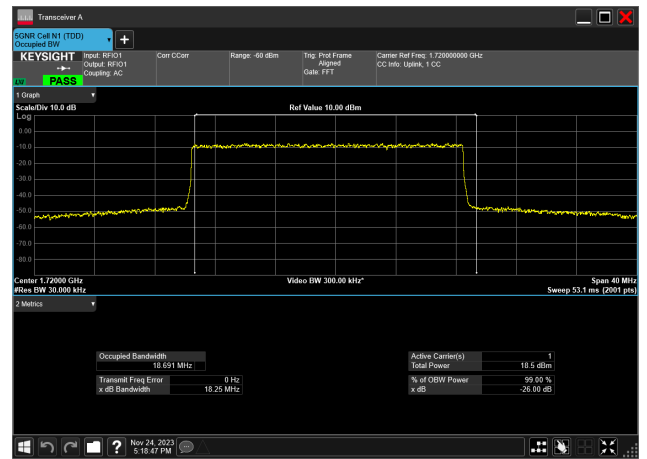 Transceiver A
5GNR Cell N1 (TDD)
Occupied BW
+
KEYSIGHT
LW PASS
Input: RFIO1
Output: RFIO1
Coupling: AC
Corr CCorr
Range: -60 dBm
Trig: Prot Frame
Aligned
Gate: FFT
Carrier Ref Freq: 1.720000000 GHz
CC Info: Uplink, 1 CC
1 Graph
Scale/Div 10.0 dB
Ref Value 10.00 dBm
Log
0.00
-10.0
-20.0
-30.0
-40.0
-50.0
-60.0
-70.0
-80.0
Center 1.72000 GHz
Video BW 300.00 kHz*
Span 40 MHz
#Res BW 30.000 kHz
Sweep 53.1 ms (2001 pts)
2 Metrics
Occupied Bandwidth
18.691 MHz
Transmit Freq Error 0 Hz
x dB Bandwidth 18.25 MHz
Active Carrier(s) 1
Total Power 18.5 dBm
% of OBW Power 99.00 %
x dB -26.00 dB
?
Nov 24, 2023
5:18:47 PM